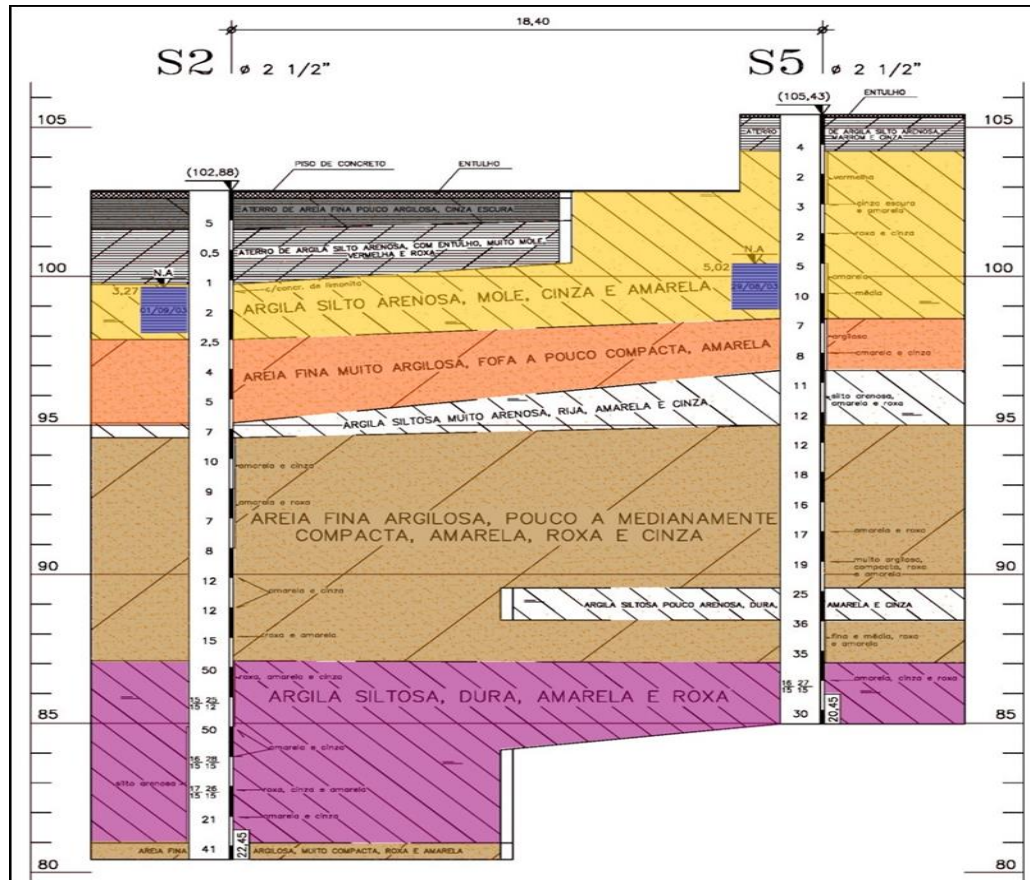 18,40
S2 ø 2 1/2"
S5 ø 2 1/2"
(105,43)
ENTULHO
105
105
ATERRO DE ARGILA SILTO ARENOSA,
MARROM E CINZA
4
PISO DE CONCRETO
ENTULHO
(102,88)
2
vermelha
3
cinza escura
e amarela
ATERRO DE AREIA FINA POUCO ARGILOSA, CINZA ESCURA
5
2
roxa e cinza
ATERRO DE ARGILA SILTO ARENOSA, COM ENTULHO, MUITO MOLE,
VERMELHA E ROXA
0,5
N.A
5,02
29/08/03
5
100
100
N.A
3,27
01/09/03
1
c/concr. de limonita
amarela
10
média
2
ARGILA SILTO ARENOSA, MOLE, CINZA E AMARELA
7
2,5
argilosa
8
amarela e cinza
4
AREIA FINA MUITO ARGILOSA, FOFA A POUCO COMPACTA, AMARELA
11
5
ARGILA SILTOSA MUITO ARENOSA, RIJA, AMARELA E CINZA
12
silto arenosa,
amarela e roxa
95
95
7
12
10
amarela e cinza
18
9
amarela e roxa
16
7
AREIA FINA ARGILOSA, POUCO A MEDIANAMENTE
COMPACTA, AMARELA, ROXA E CINZA
17
amarela e roxa
8
19
muito argilosa,
compacta, roxa
e amarela
90
90
12
amarela e cinza
25
12
ARGILA SILTOSA POUCO ARENOSA, DURA, AMARELA E CINZA
36
15
roxa e amarela
fina e média, roxa
e amarela
35
50
roxa, amarela e cinza
16 27
15 15
amarela, cinza e roxa
ARGILA SILTOSA, DURA, AMARELA E ROXA
15 25
15 12
30
20,45
85
85
50
amarela e cinza
16 28
15 15
silto arenosa
17 26
15 15
roxa, cinza e amarela
21
amarela e cinza
41
22,45
AREIA FINA ARGILOSA, MUITO COMPACTA, ROXA E AMARELA
80
80